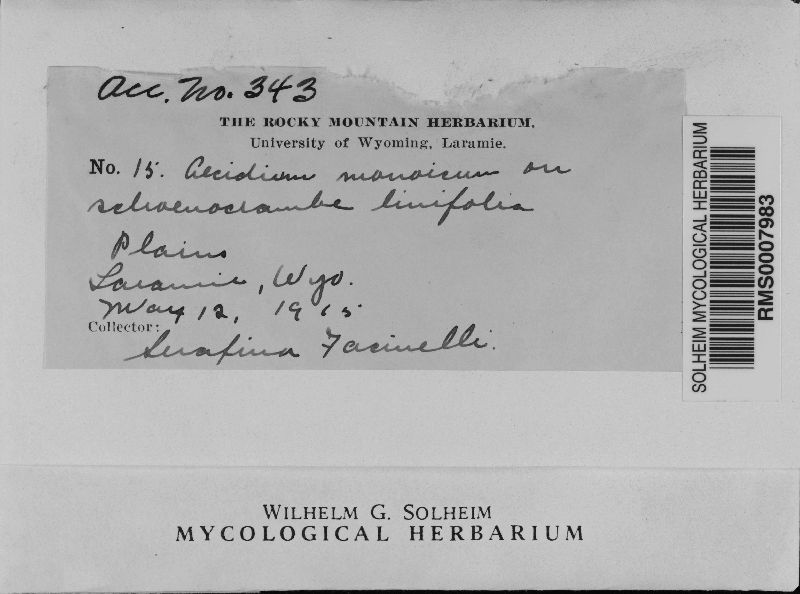 Acc. No. 343
THE ROCKY MOUNTAIN HERBARIUM,
University of Wyoming, Laramie.
No. 15. Aecidium monoicum on
schoenocrambe linifolia
Plains
Laramie, Wyo.
May 12, 1915
Collector:
Serafina Facinelli.
SOLHEIM MYCOLOGICAL HERBARIUM
RMS0007983
WILHELM G. SOLHEIM
MYCOLOGICAL HERBARIUM